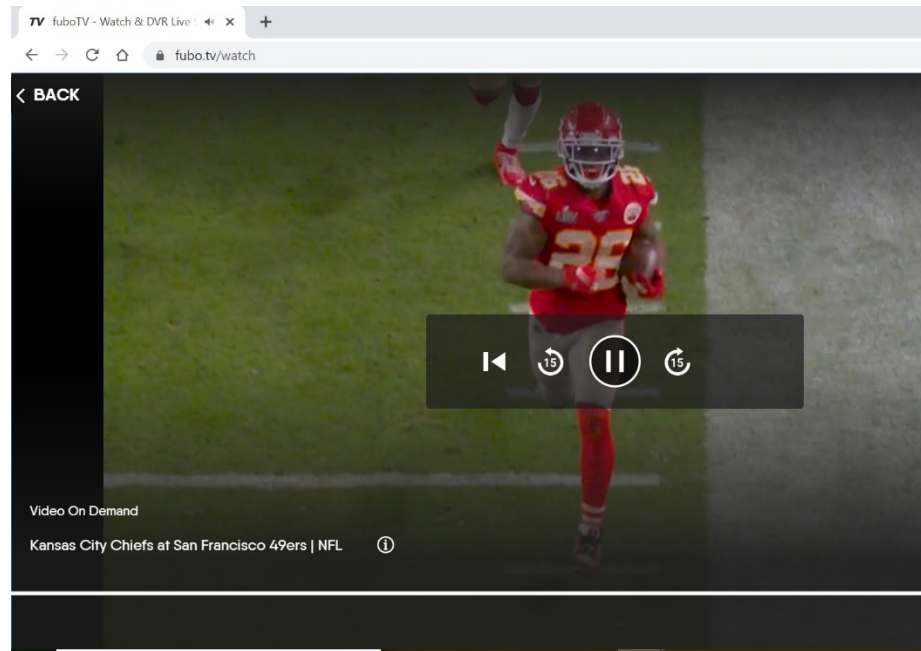 TV fuboTV - Watch & DVR Live
fubo.tv/watch
BACK
26
26
15
15
Video On Demand
Kansas City Chiefs at San Francisco 49ers | NFL